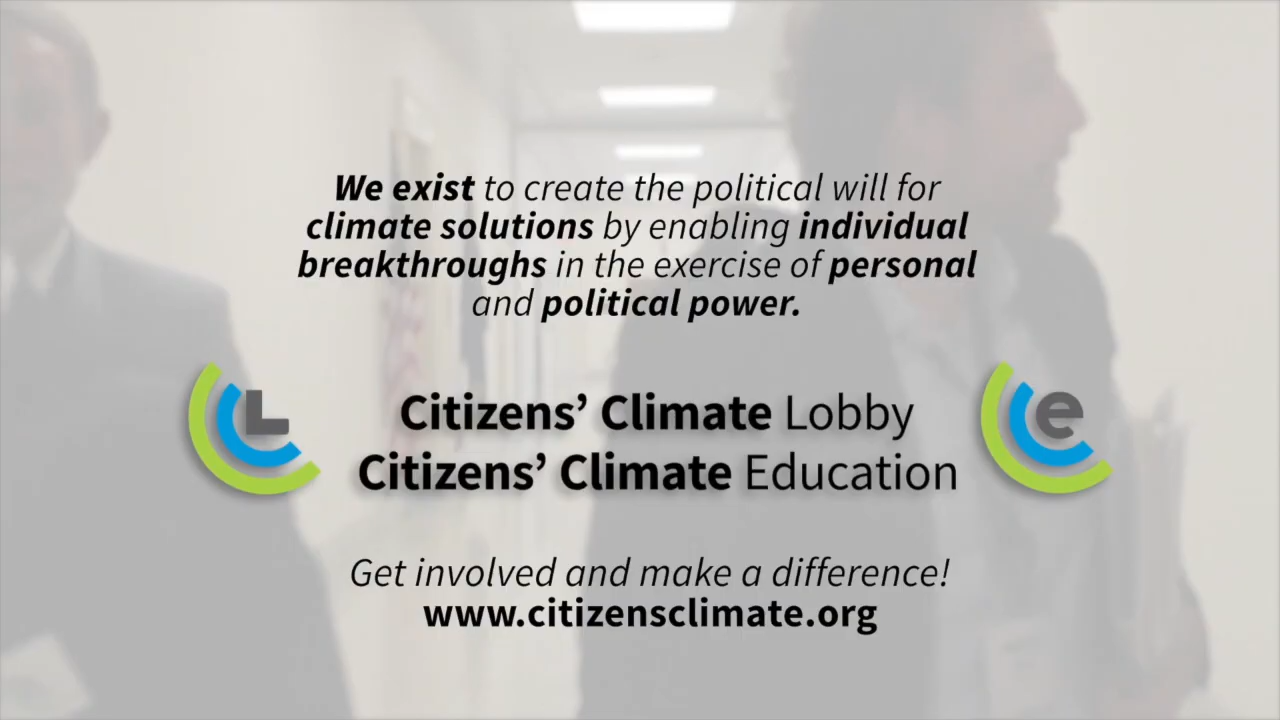 We exist to create the political will for
climate solutions by enabling individual
breakthroughs in the exercise of personal
and political power.
L
Citizens’ Climate Lobby
e
Citizens’ Climate Education
Get involved and make a difference!
www.citizensclimate.org